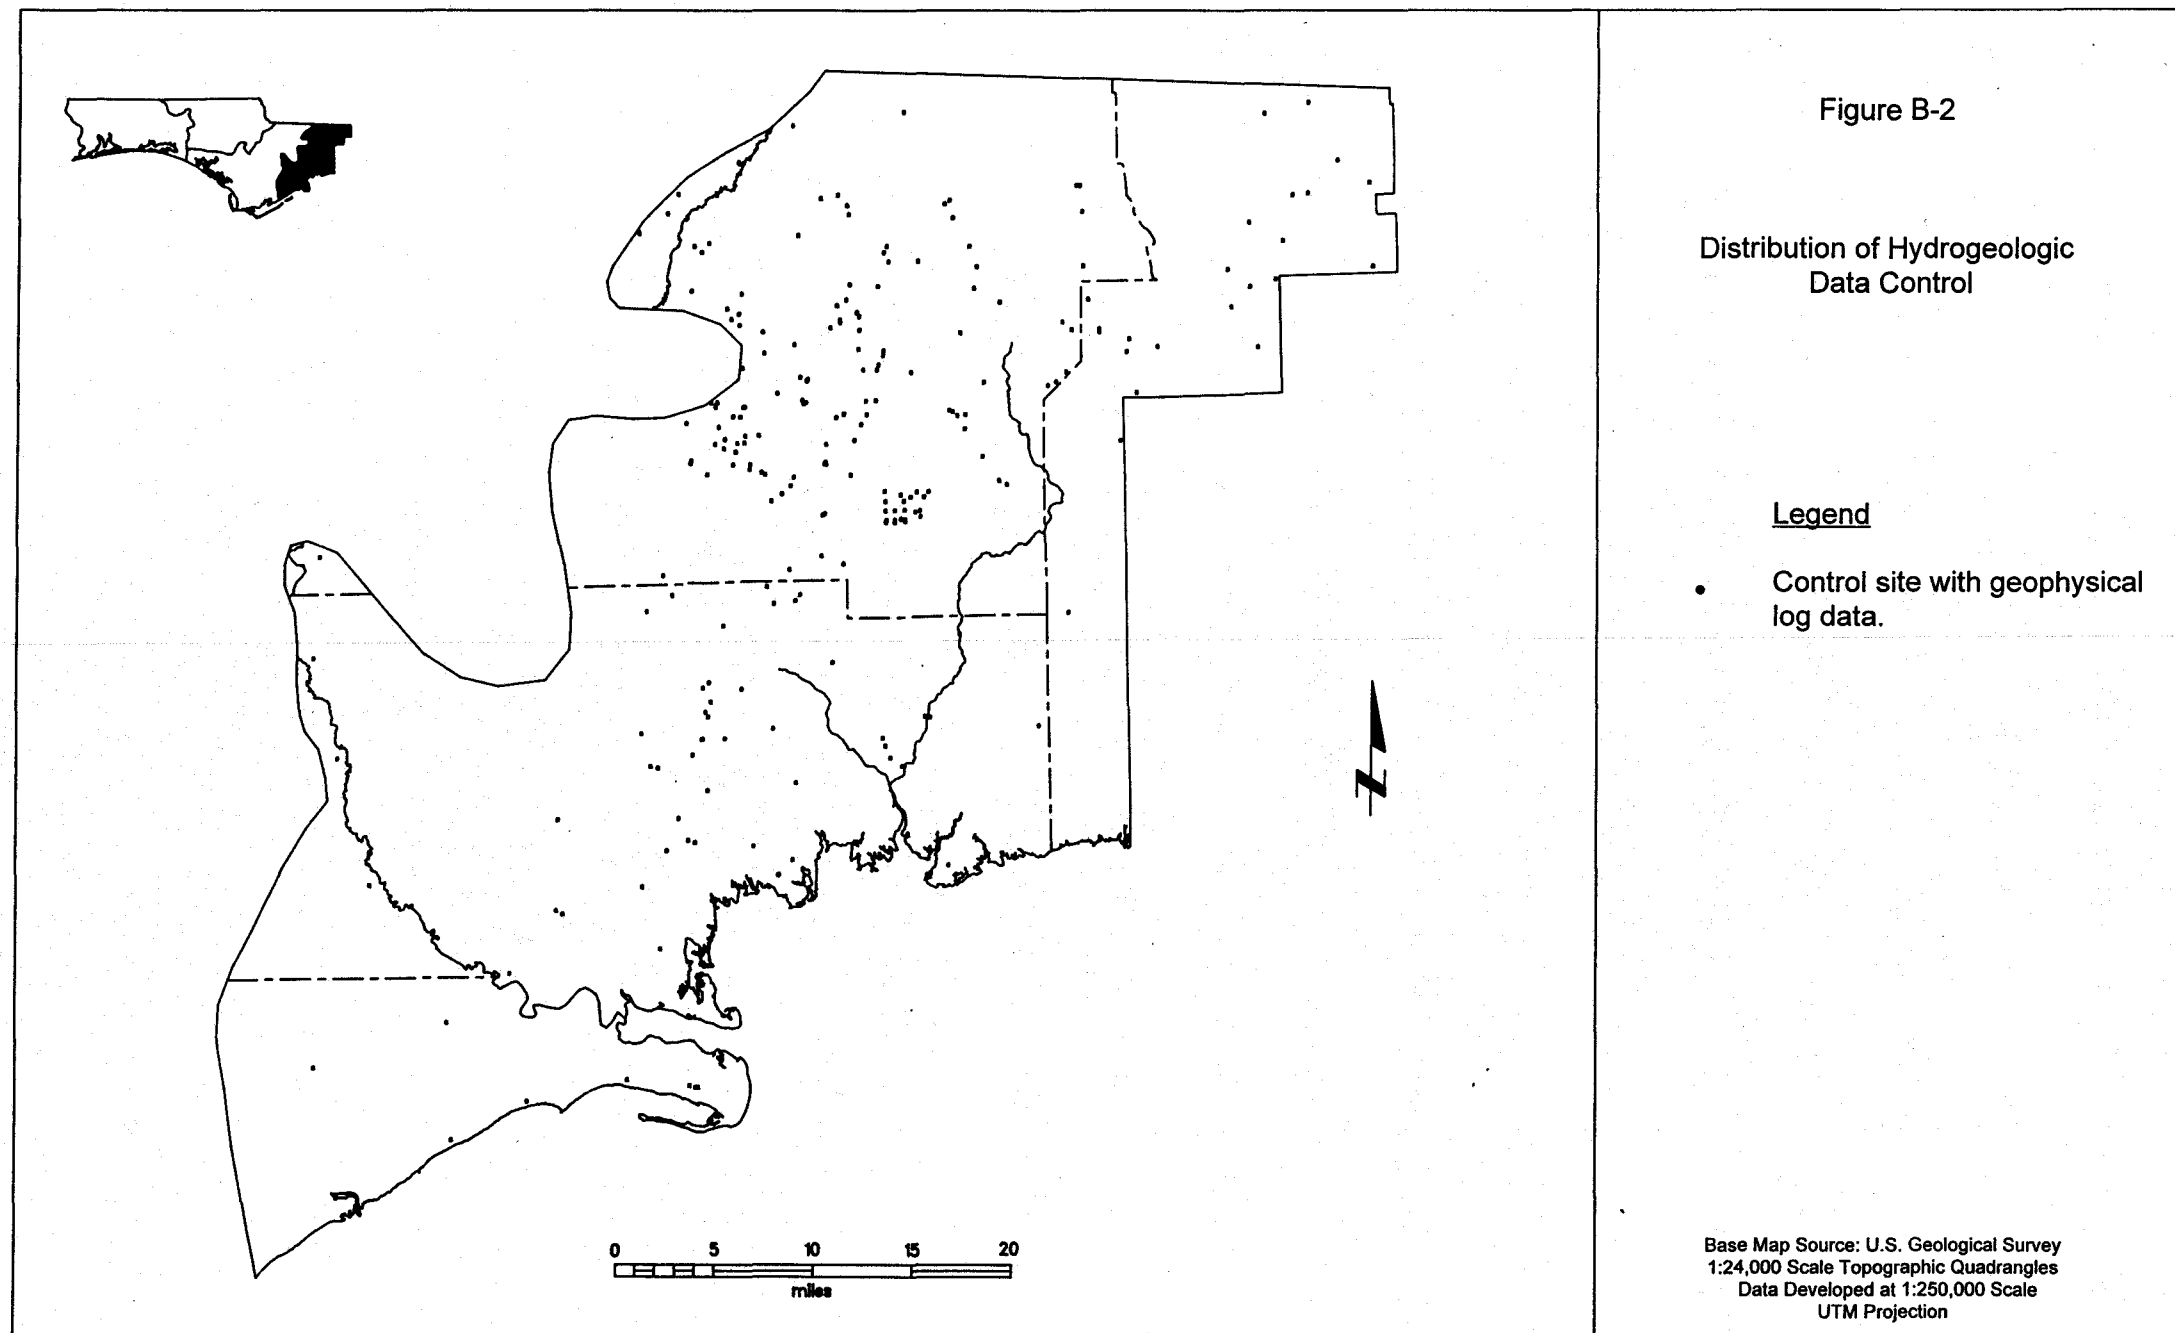 Figure B-2
Distribution of Hydrogeologic
Data Control
Legend
Control site with geophysical
log data.
N
0 5 10 15 20
miles
Base Map Source: U.S. Geological Survey
1:24,000 Scale Topographic Quadrangles
Data Developed at 1:250,000 Scale
UTM Projection